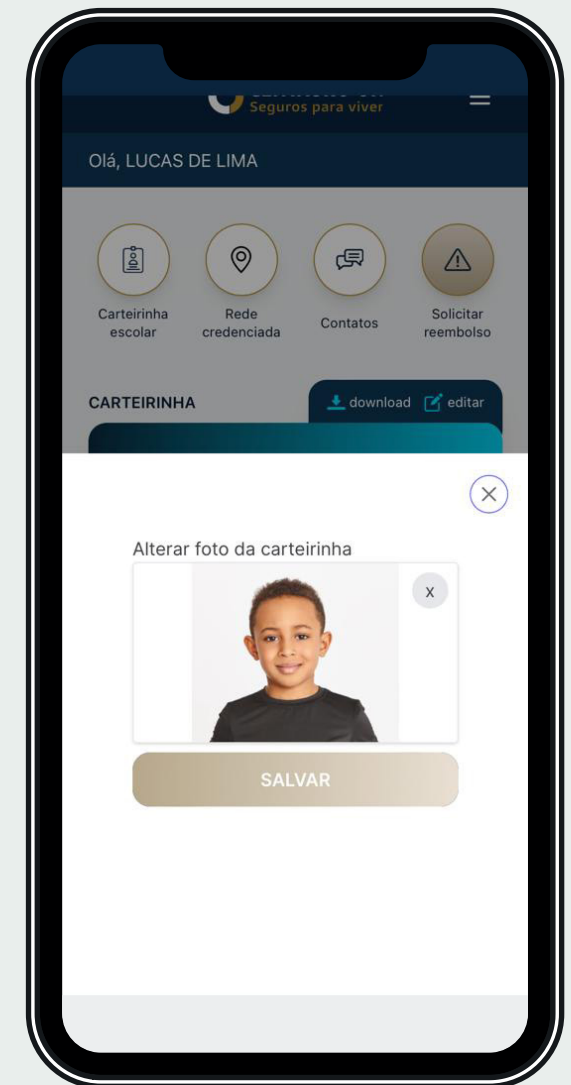 Seguros para viver
Olá, LUCAS DE LIMA
Carteirinha
escolar
Rede
credenciada
Contatos
Solicitar
reembolso
CARTEIRINHA
download
editar
Alterar foto da carteirinha
x
SALVAR